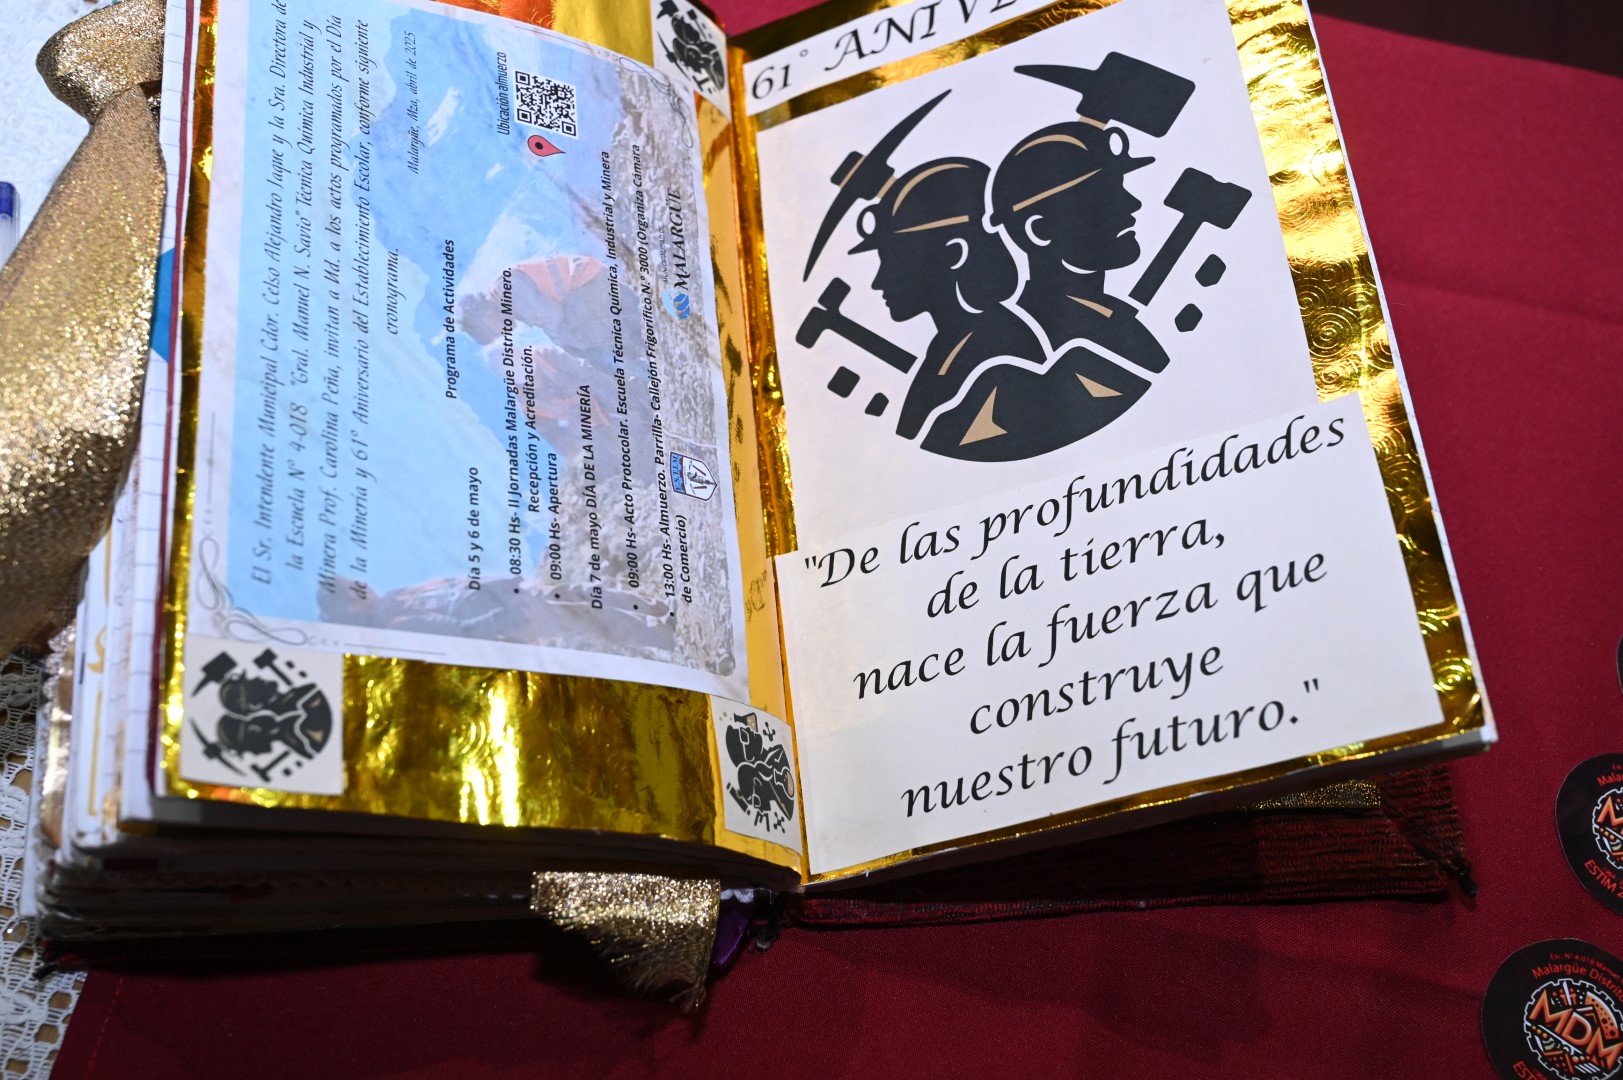 El Sr. Intendente Municipal Cdor. Celso Alejandro Jaque y la Sra. Directora de
la Escuela N° 4-018 "Gral. Manuel N. Savio" Técnica Química Industrial y
Minera Prof. Carolina Peña, invitan a Ud. a los actos programados por el Día
de la Minería y 61° Aniversario del Establecimiento Escolar, conforme siguiente
cronograma.
Malargüe, Mza, abril de 2025
Programa de Actividades
Ubicación almuerzo
Día 5 y 6 de mayo
• 08:30 Hs- II Jornadas Malargüe Distrito Minero.
Recepción y Acreditación.
• 09:00 Hs- Apertura
Día 7 de mayo DÍA DE LA MINERÍA
• 09:00 Hs- Acto Protocolar. Escuela Técnica Química, Industrial y Minera
• 13:00 Hs- Almuerzo. Parrilla- Callejón Frigorífico N.° 3000 (Organiza Cámara
de Comercio)
MALARGÜE
61° ANIVE
"De las profundidades
de la tierra,
nace la fuerza que
construye
nuestro futuro."
Malargüe Distrito
MDM